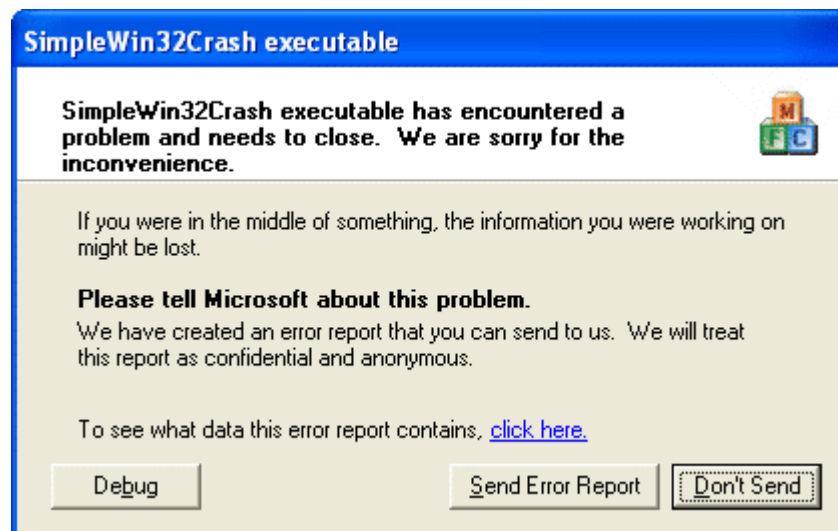 SimpleWin32Crash executable
SimpleWin32Crash executable has encountered a
problem and needs to close.  We are sorry for the
inconvenience.
M
F C
If you were in the middle of something, the information you were working on
might be lost.
Please tell Microsoft about this problem.
We have created an error report that you can send to us.  We will treat
this report as confidential and anonymous.
To see what data this error report contains, click here.
Debug
Send Error Report
Don't Send